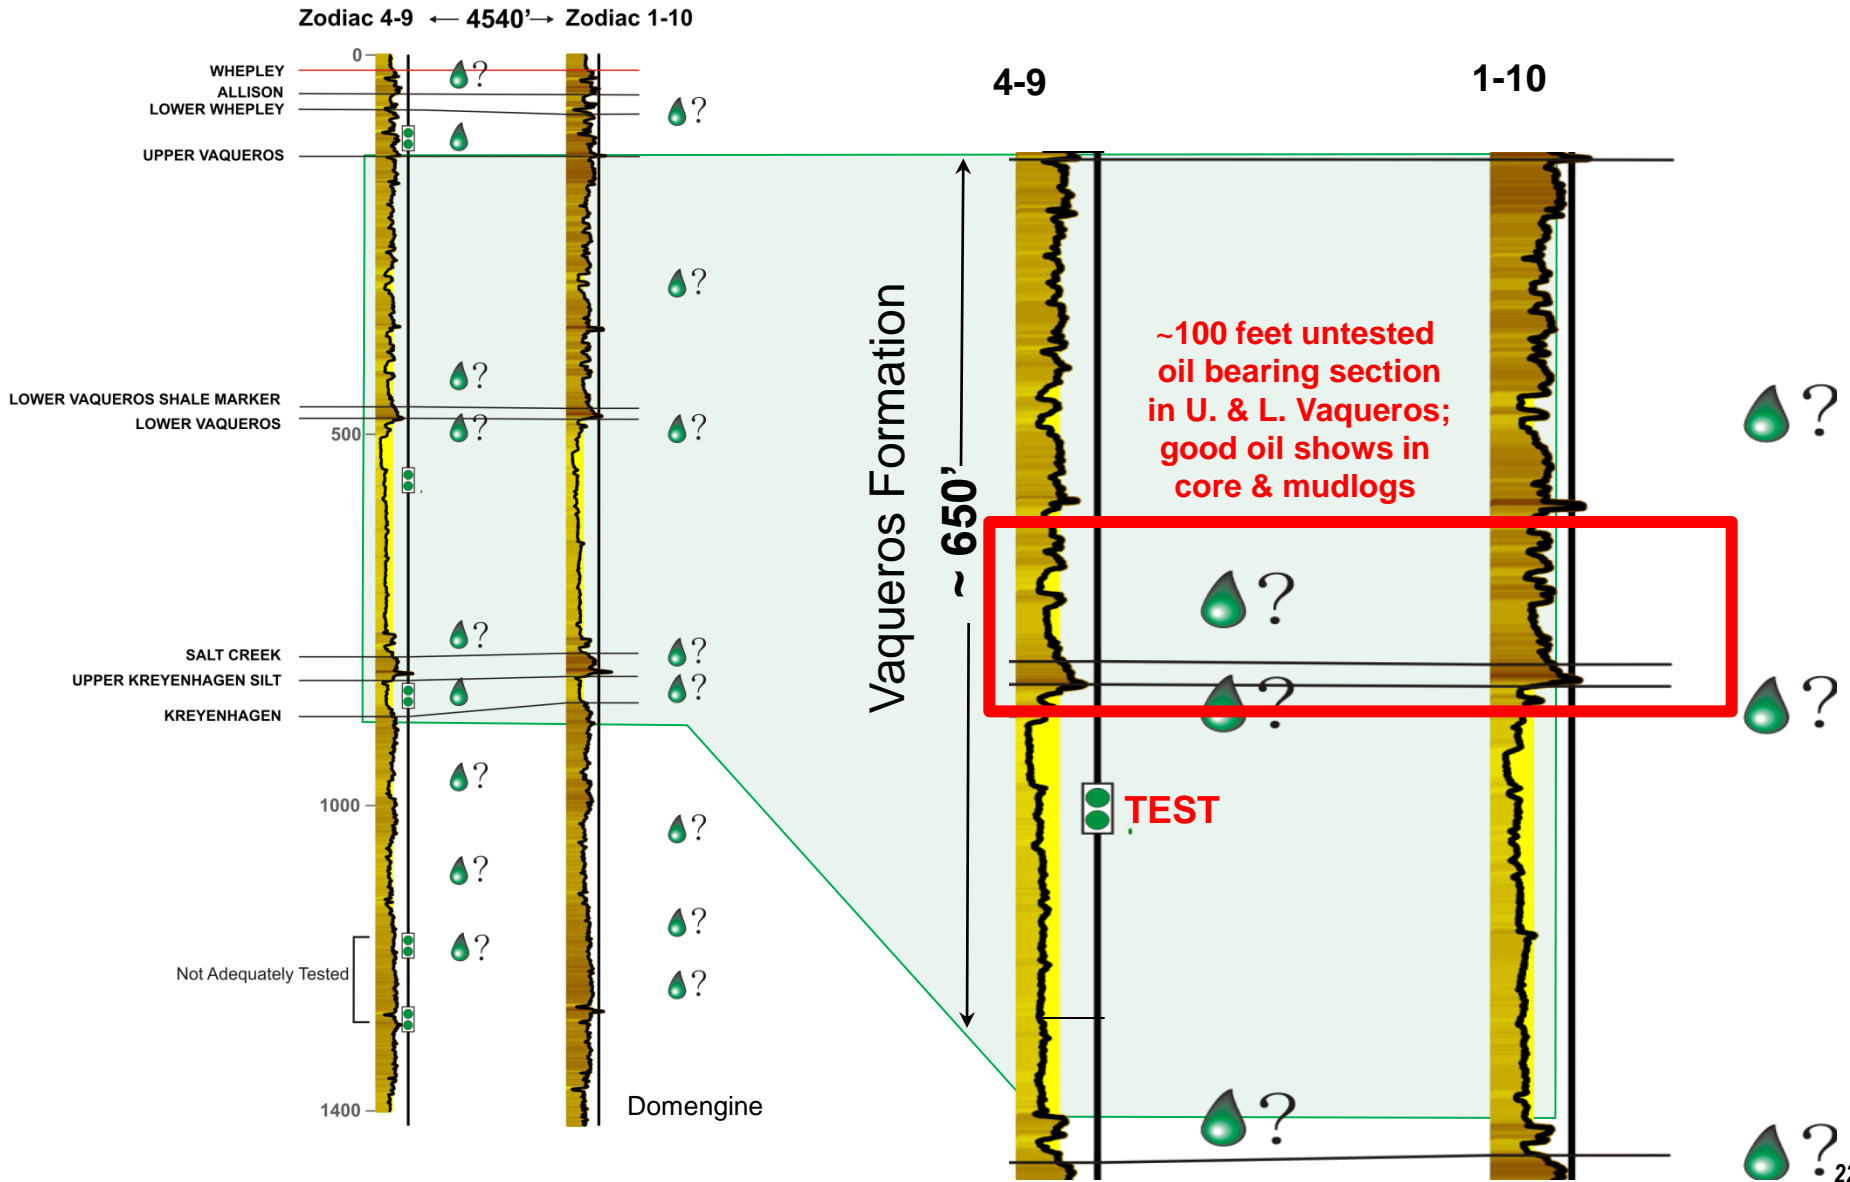 Zodiac 4-9 ← 4540’ → Zodiac 1-10
0
WHEPLEY
?
ALLISON
LOWER WHEPLEY
?
UPPER VAQUEROS
?
?
LOWER VAQUEROS SHALE MARKER
LOWER VAQUEROS
?
?
500
?
SALT CREEK
?
UPPER KREYENHAGEN SILT
?
KREYENHAGEN
?
1000
?
?
?
Not Adequately Tested
?
?
1400
Domengine
4-9
1-10
Vaqueros Formation
~ 650’
~100 feet untested
oil bearing section
in U. & L. Vaqueros;
good oil shows in
core & mudlogs
?
?
?
?
TEST
?
?
22